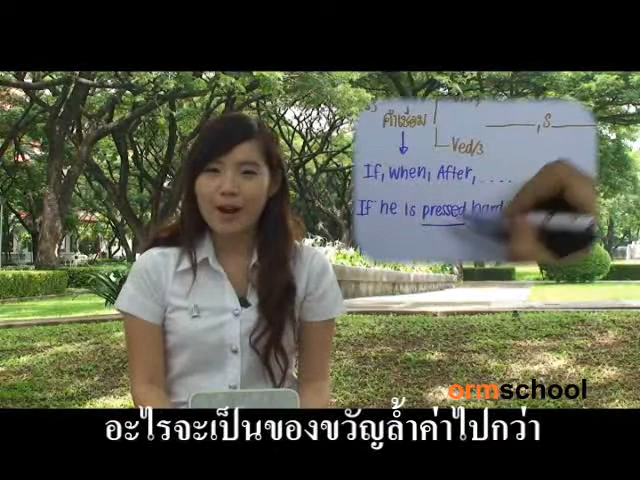 คำเชื่อม
Ved/3
, S
If, when, After, ....
If he is pressed hard
ormschool
อะไรจะเป็นของขวัญล้ำค่าไปกว่า